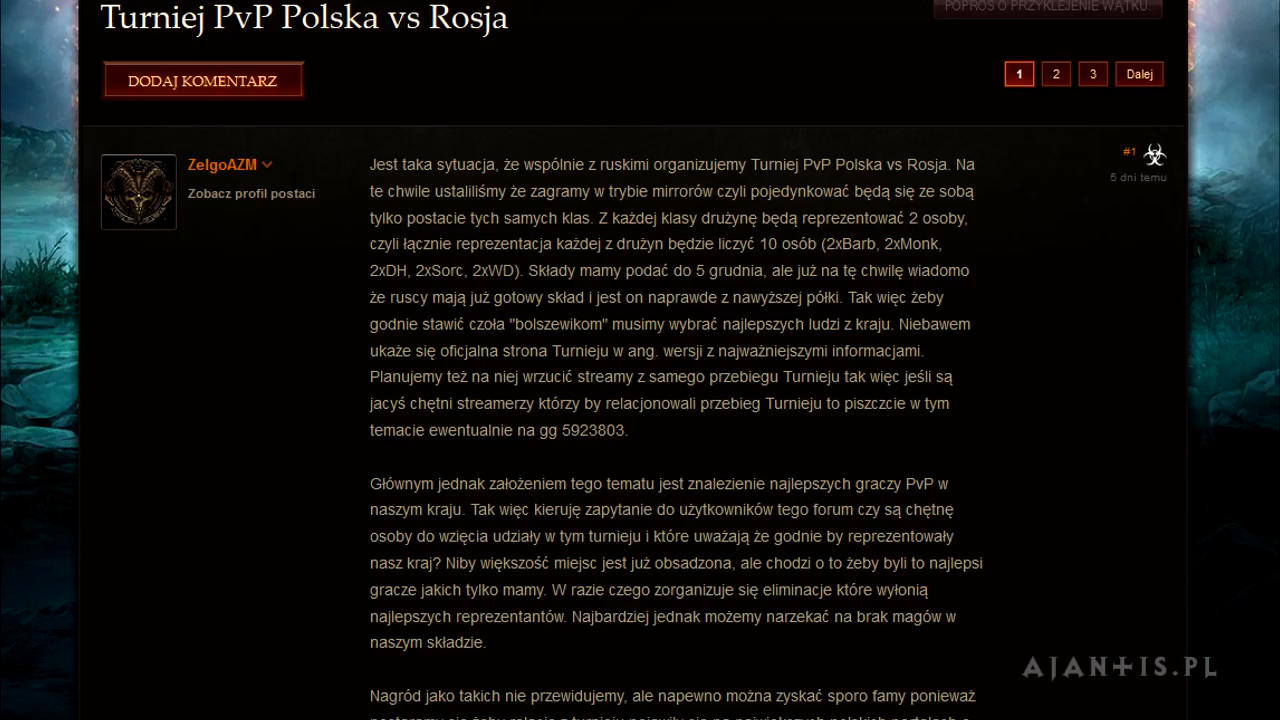 Turniej PvP Polska vs Rosja
POPROŚ O PRZYKLEJENIE WĄTKU.
DODAJ KOMENTARZ
1 2 3 Dalej
ZelgoAZM
Zobacz profil postaci
#1
5 dni temu
Jest taka sytuacja, że wspólnie z ruskimi organizujemy Turniej PvP Polska vs Rosja. Na
te chwile ustaliliśmy że zagramy w trybie mirrorów czyli pojedynkować będą się ze sobą
tylko postacie tych samych klas. Z każdej klasy drużynę będą reprezentować 2 osoby,
czyli łącznie reprezentacja każdej z drużyn będzie liczyć 10 osób (2xBarb, 2xMonk,
2xDH, 2xSorc, 2xWD). Składy mamy podać do 5 grudnia, ale już na tę chwilę wiadomo
że ruscy mają już gotowy skład i jest on naprawde z nawyższej półki. Tak więc żeby
godnie stawić czoła "bolszewikom" musimy wybrać najlepszych ludzi z kraju. Niebawem
ukaże się oficjalna strona Turnieju w ang. wersji z najważniejszymi informacjami.
Planujemy też na niej wrzucić streamy z samego przebiegu Turnieju tak więc jeśli są
jacyś chętni streamerzy którzy by relacjonowali przebieg Turnieju to piszczcie w tym
temacie ewentualnie na gg 5923803.
Głównym jednak założeniem tego tematu jest znalezienie najlepszych graczy PvP w
naszym kraju. Tak więc kieruję zapytanie do użytkowników tego forum czy są chętnę
osoby do wzięcia udziały w tym turnieju i które uważają że godnie by reprezentowały
nasz kraj? Niby większość miejsc jest już obsadzona, ale chodzi o to żeby byli to najlepsi
gracze jakich tylko mamy. W razie czego zorganizuje się eliminacje które wyłonią
najlepszych reprezentantów. Najbardziej jednak możemy narzekać na brak magów w
naszym składzie.
AJANTIS.PL
Nagród jako takich nie przewidujemy, ale napewno można zyskać sporo famy ponieważ